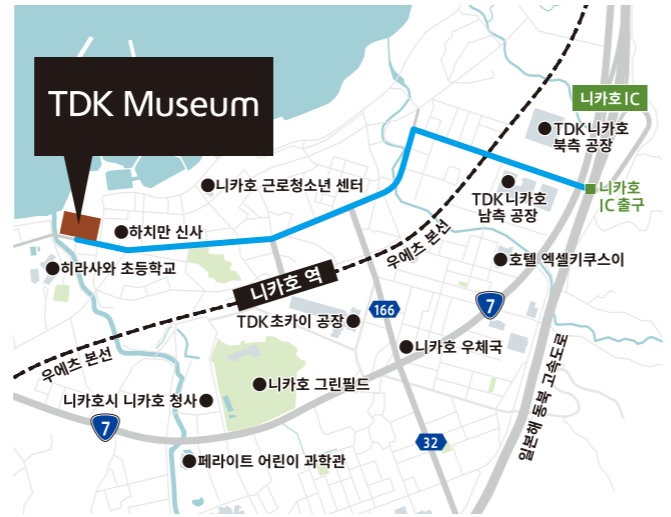 TDK Museum
니카호 IC
TDK 니카호
북측 공장
니카호 근로청소년 센터
TDK 니카호
남측 공장
니카호
IC 출구
하치만 신사
우에츠 본선
히라사와 초등학교
호텔 엑셀키쿠스이
니카호 역
7
166
TDK 초카이 공장
니카호 우체국
우에츠 본선
니카호 그린필드
일본해 동북 고속도로
니카호시 니카호 청사
7
32
페라이트 어린이 과학관